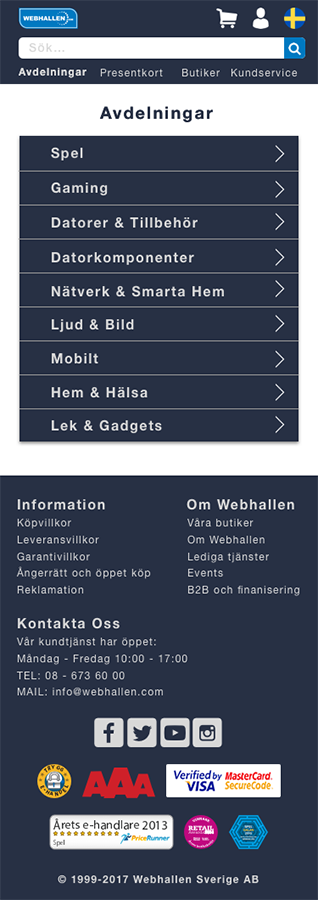 WEBHALLEN
Sök...
Avdelningar Presentkort Butiker Kundservice
Avdelningar
Spel
Gaming
Datorer & Tillbehör
Datorkomponenter
Nätverk & Smarta Hem
Ljud & Bild
Mobilt
Hem & Hälsa
Lek & Gadgets
Information
Köpvillkor
Leveransvillkor
Garantivillkor
Ångerrätt och öppet köp
Reklamation
Om Webhallen
Våra butiker
Om Webhallen
Lediga tjänster
Events
B2B och finanisering
Kontakta Oss
Vår kundtjänst har öppet:
Måndag - Fredag 10:00 - 17:00
TEL: 08 - 673 60 00
MAIL: info@webhallen.com
TRYGG
E-HANDEL
AAA
Verified by
VISA
MasterCard.
SecureCode.
Årets e-handlare 2013
Spel
PriceRunner
RETAIL
© 1999-2017 Webhallen Sverige AB